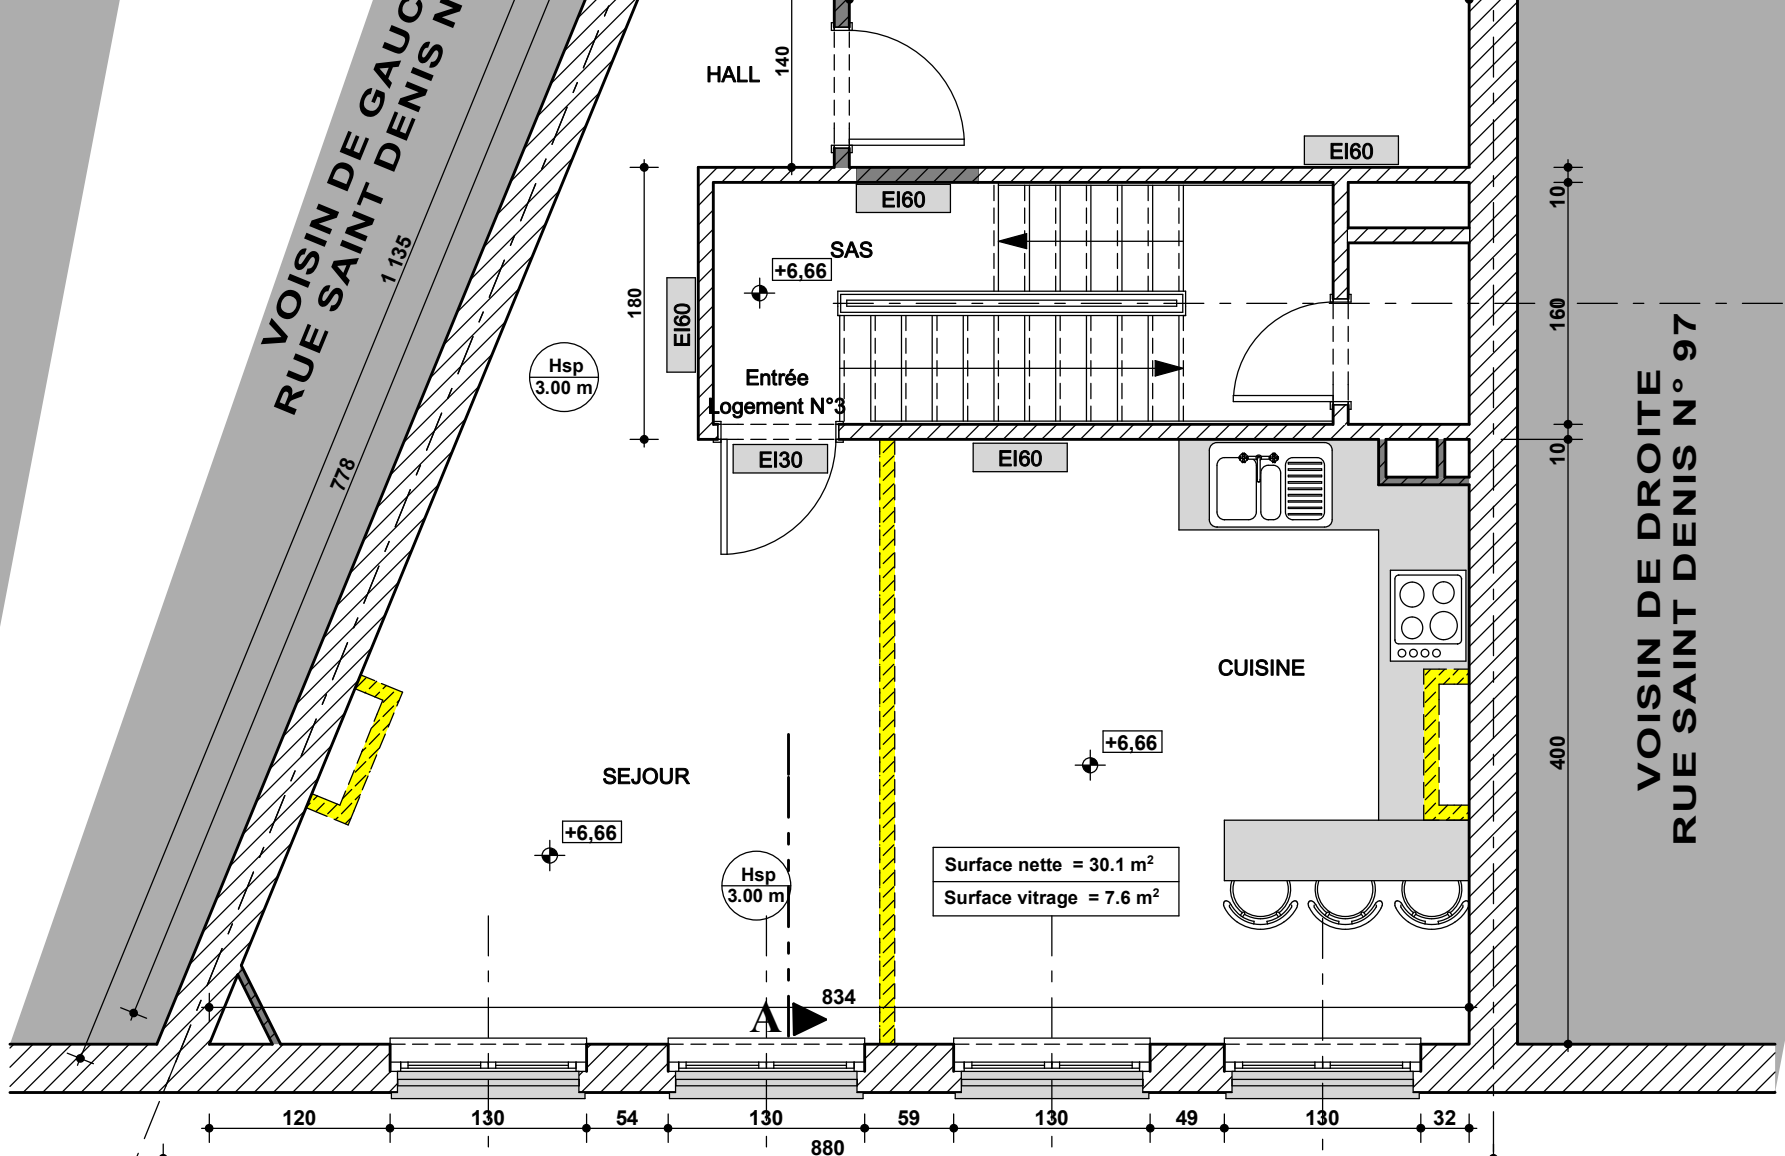 VOISIN DE GAUC
RUE SAINT DENIS N
1 135
778
HALL
140
EI60
EI60
SAS
+6,66
180
EI60
Hsp
3.00 m
Entrée
Logement N°3
EI30
EI60
10
160
10
400
VOISIN DE DROITE
RUE SAINT DENIS N° 97
CUISINE
+6,66
SEJOUR
+6,66
Hsp
3.00 m
Surface nette = 30.1 m²
Surface vitrage = 7.6 m²
834
A
120
130
54
130
59
130
49
130
32
880